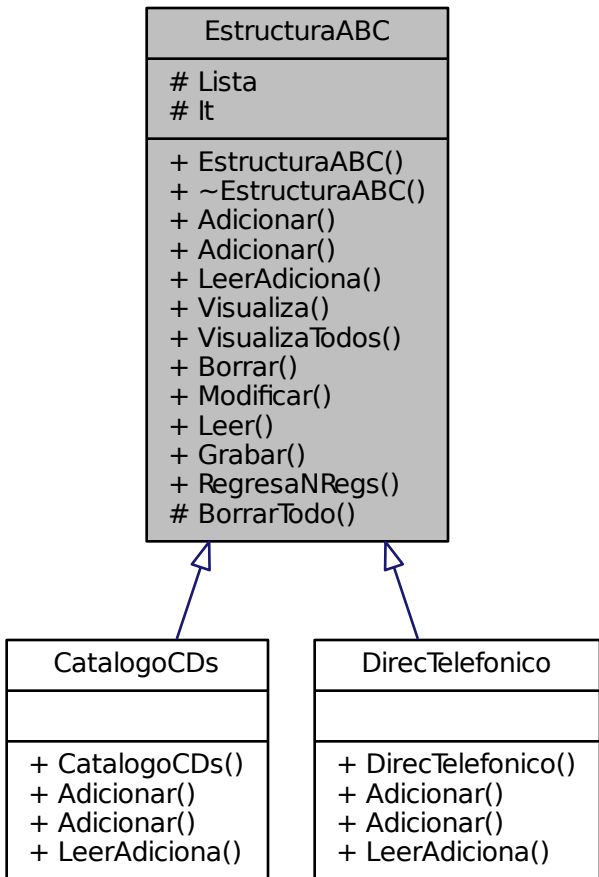 EstructuraABC
# Lista
# It
+ EstructuraABC()
+ ~EstructuraABC()
+ Adicionar()
+ Adicionar()
+ LeerAdiciona()
+ Visualiza()
+ VisualizaTodos()
+ Borrar()
+ Modificar()
+ Leer()
+ Grabar()
+ RegresaNRegs()
# BorrarTodo()
CatalogoCDs
+ CatalogoCDs()
+ Adicionar()
+ Adicionar()
+ LeerAdiciona()
DirecTelefonico
+ DirecTelefonico()
+ Adicionar()
+ Adicionar()
+ LeerAdiciona()